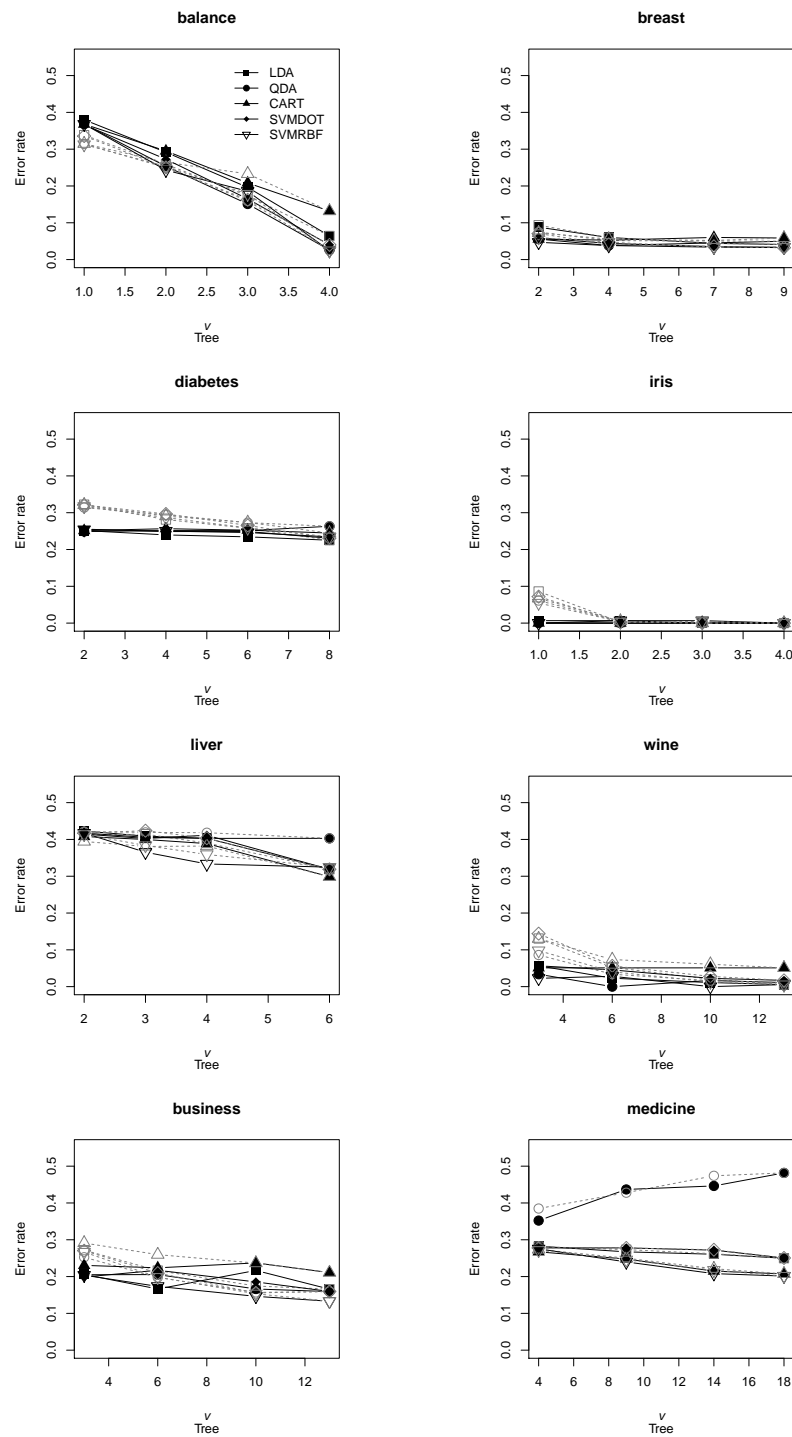 balance
Error rate
0.0 0.1 0.2 0.3 0.4 0.5
LDA
QDA
CART
SVMDOT
SVMRBF
1.0 1.5 2.0 2.5 3.0 3.5 4.0
v
Tree
breast
Error rate
0.0 0.1 0.2 0.3 0.4 0.5
2 3 4 5 6 7 8 9
v
Tree
diabetes
Error rate
0.0 0.1 0.2 0.3 0.4 0.5
2 3 4 5 6 7 8
v
Tree
iris
Error rate
0.0 0.1 0.2 0.3 0.4 0.5
1.0 1.5 2.0 2.5 3.0 3.5 4.0
v
Tree
liver
Error rate
0.0 0.1 0.2 0.3 0.4 0.5
2 3 4 5 6
v
Tree
wine
Error rate
0.0 0.1 0.2 0.3 0.4 0.5
4 6 8 10 12
v
Tree
business
Error rate
0.0 0.1 0.2 0.3 0.4 0.5
4 6 8 10 12
v
Tree
medicine
Error rate
0.0 0.1 0.2 0.3 0.4 0.5
4 6 8 10 12 14 16 18
v
Tree